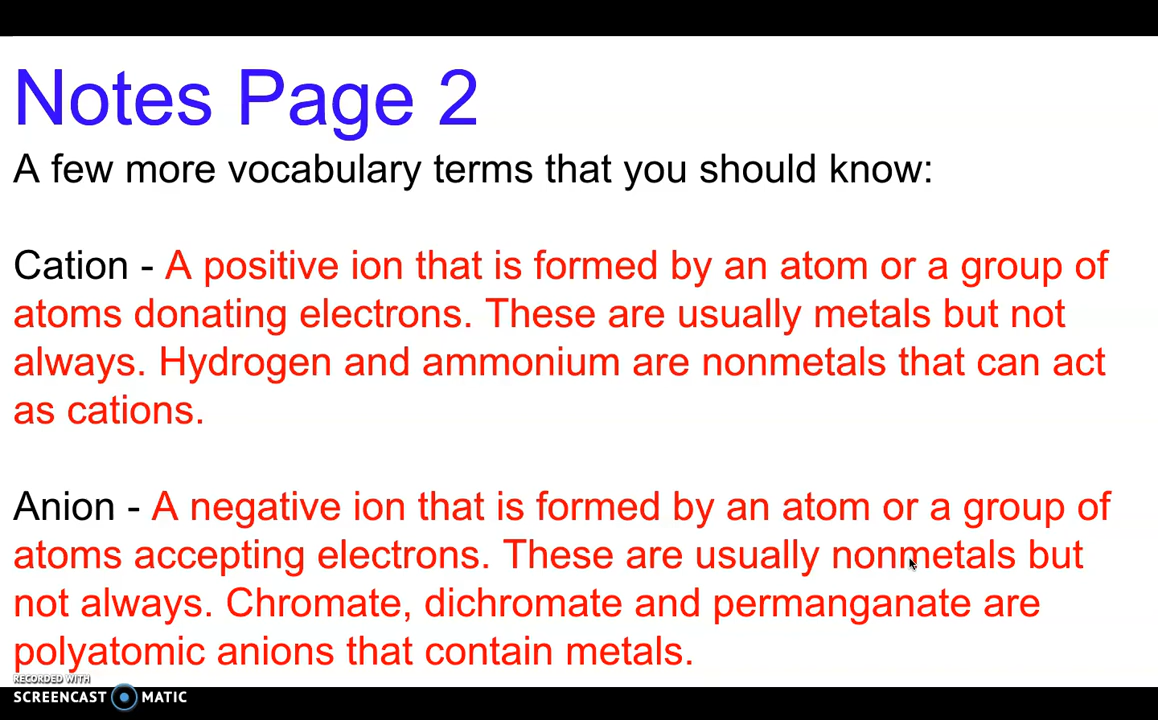 Notes Page 2
A few more vocabulary terms that you should know:
Cation - A positive ion that is formed by an atom or a group of
atoms donating electrons. These are usually metals but not
always. Hydrogen and ammonium are nonmetals that can act
as cations.
Anion - A negative ion that is formed by an atom or a group of
atoms accepting electrons. These are usually nonmetals but
not always. Chromate, dichromate and permanganate are
polyatomic anions that contain metals.
RECORDED WITH
SCREENCAST MATIC